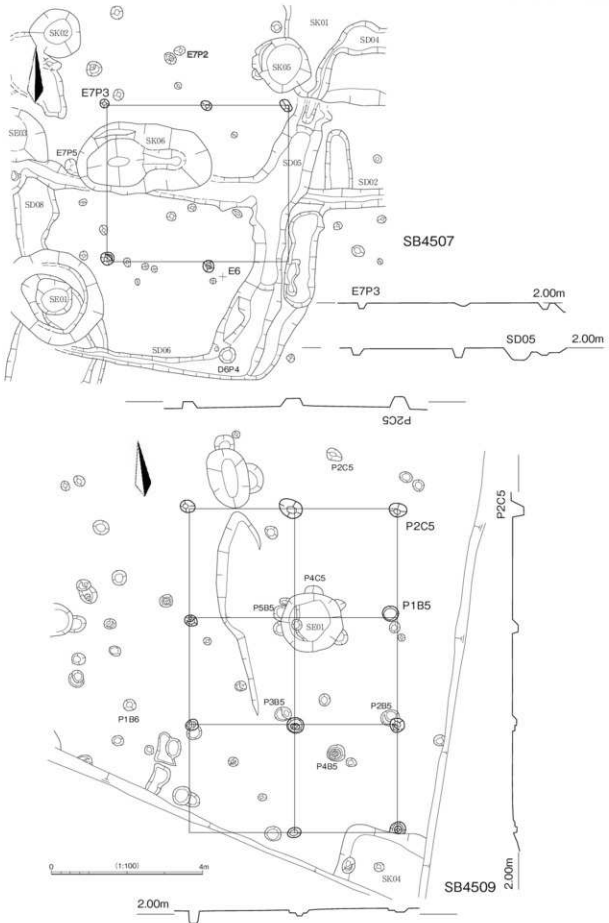 SK02
SK01
SD04
E7P2
SK05
E7P3
SK06
SE03
E7P5
SD05
SD02
SD08
SB4507
E6
SE01
E7P3
2.00m
SD05
2.00m
SD06
D6P4
P2C5
P2C5
P2C5
P2C5
P4C5
P5B5
P1B5
SE01
P3B5
P2B5
P1B6
P4B5
0
(1:100)
4m
SK04
SB4509
2.00m
2.00m